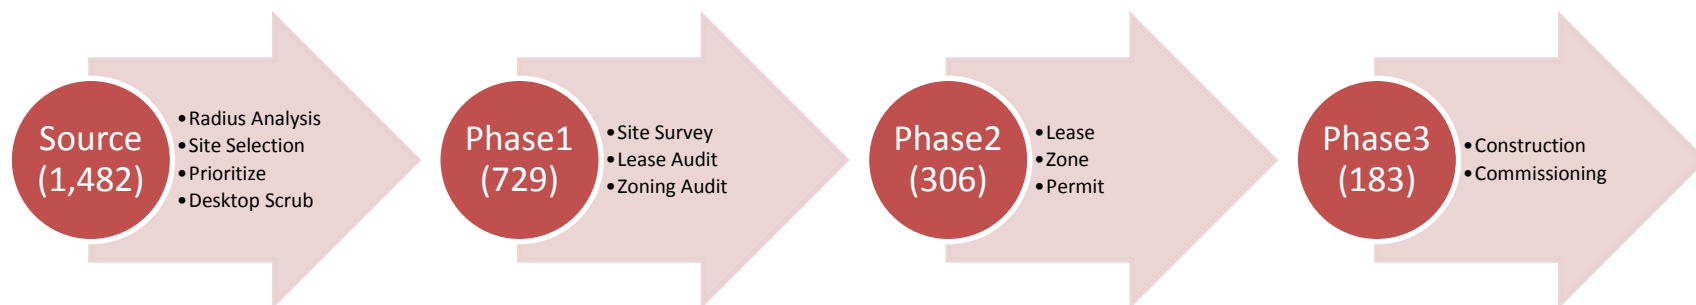 Source
(1,482)
•Radius Analysis
•Site Selection
•Prioritize
•Desktop Scrub
Phase1
(729)
•Site Survey
•Lease Audit
•Zoning Audit
Phase2
(306)
•Lease
•Zone
•Permit
Phase3
(183)
•Construction
•Commissioning